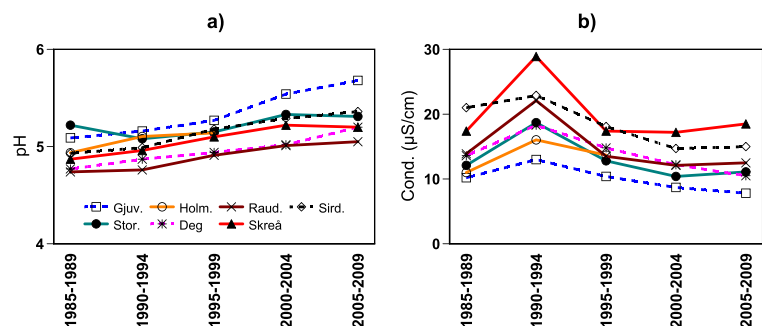 a)
b)
6
5
4
pH
Gjuv. Holm. Raud. Sird.
Stor. Deg Skreå
1985-1989
1990-1994
1995-1999
2000-2004
2005-2009
30
20
10
0
Cond. (µS/cm)
1985-1989
1990-1994
1995-1999
2000-2004
2005-2009